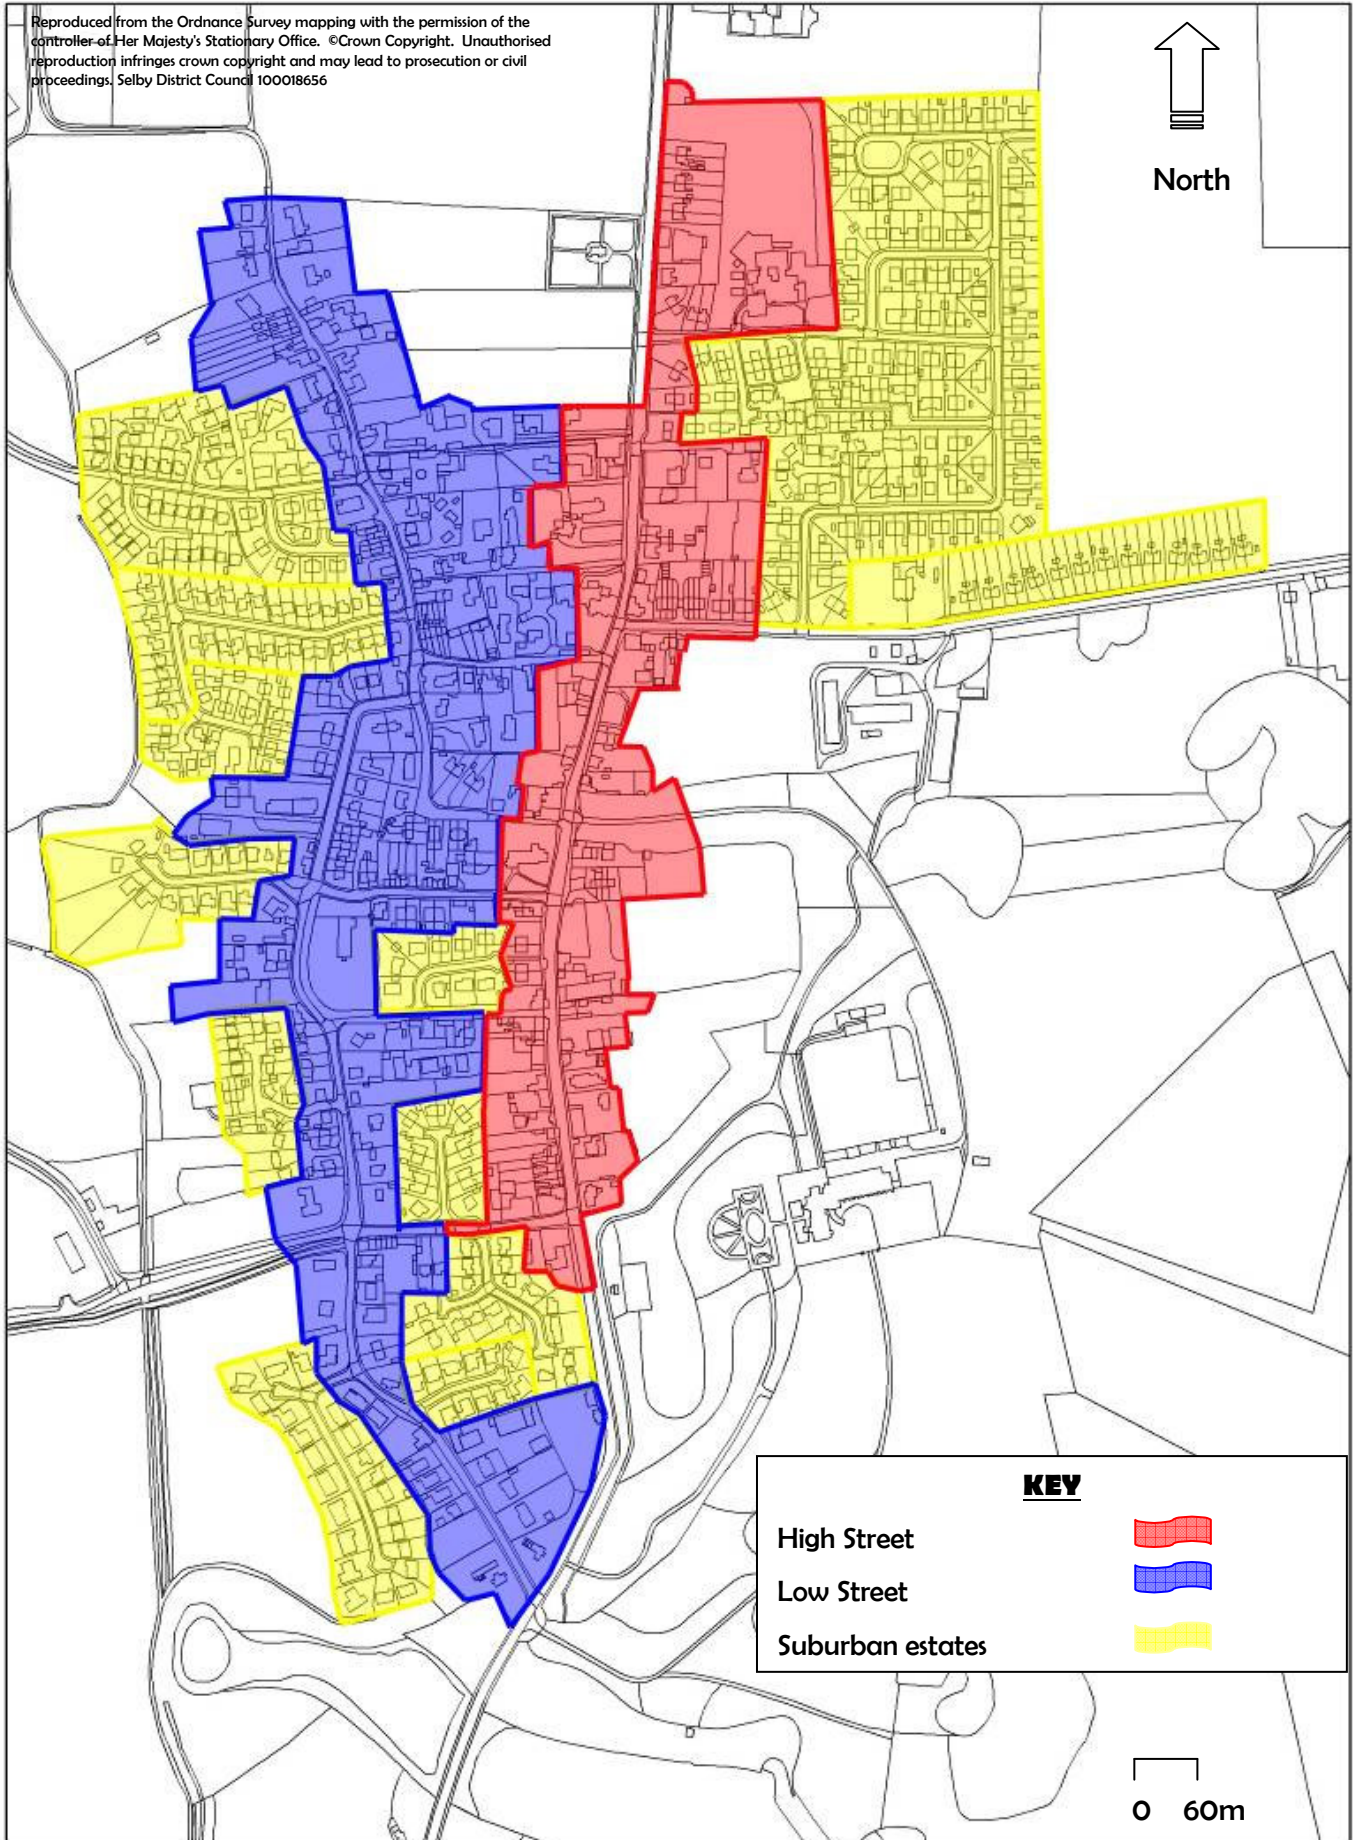 Reproduced from the Ordnance Survey mapping with the permission of the
controller of Her Majesty's Stationary Office. ©Crown Copyright. Unauthorised
reproduction infringes crown copyright and may lead to prosecution or civil
proceedings. Selby District Council 100018656
North
KEY
High Street
Low Street
Suburban estates
0 60m